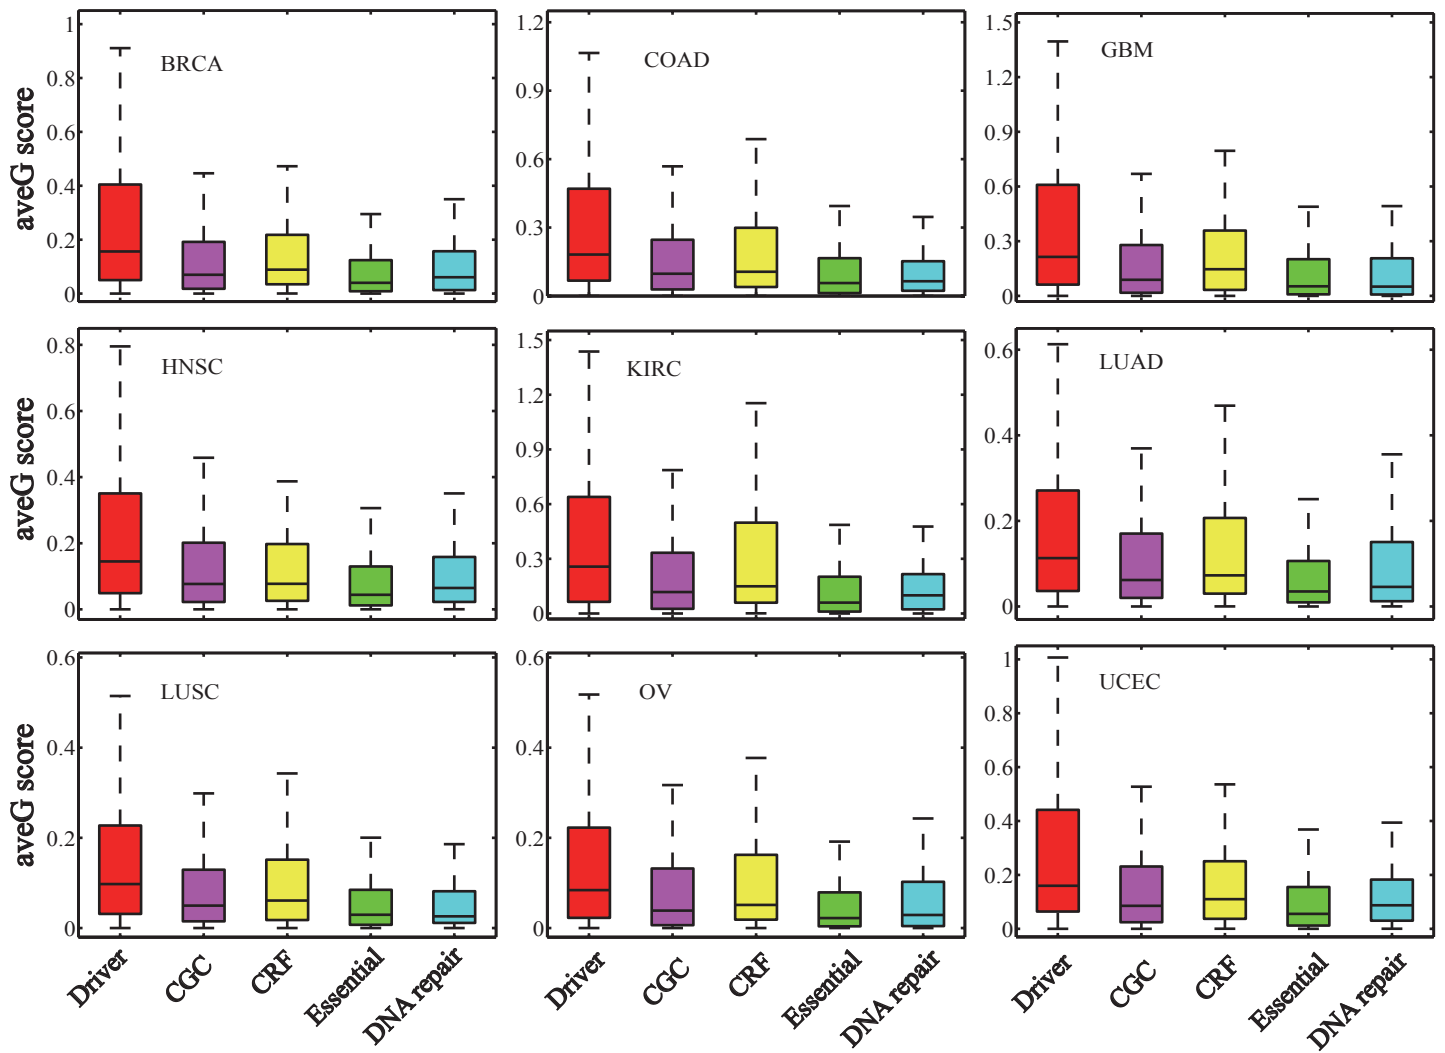 BRCA
aveG score
1
0.8
0.6
0.4
0.2
0
COAD
1.2
0.9
0.6
0.3
0
GBM
1.5
1.2
0.9
0.6
0.3
0
HNSC
aveG score
0.8
0.6
0.4
0.2
0
KIRC
1.5
1.2
0.9
0.6
0.3
0
LUAD
0.6
0.4
0.2
0
LUSC
aveG score
0.6
0.4
0.2
0
Driver
CGC
CRF
Essential
DNA repair
OV
0.6
0.4
0.2
0
Driver
CGC
CRF
Essential
DNA repair
UCEC
1
0.8
0.6
0.4
0.2
0
Driver
CGC
CRF
Essential
DNA repair